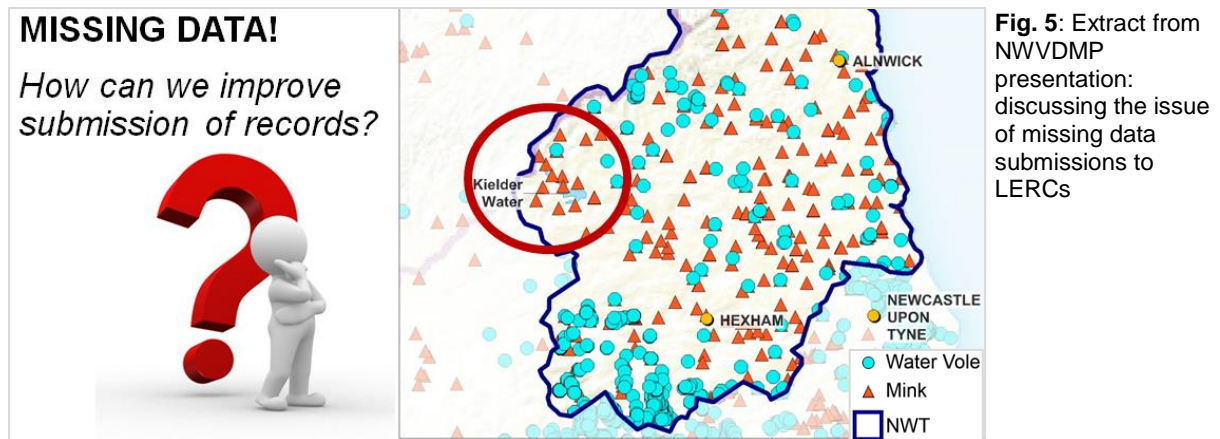 MISSING DATA!
How can we improve
submission of records?
ALNWICK
Kielder
Water
HEXHAM
NEWCASTLE
UPON
TYNE
Water Vole
Mink
NWT
Fig. 5: Extract from
NWVDMP
presentation:
discussing the issue
of missing data
submissions to
LERCs